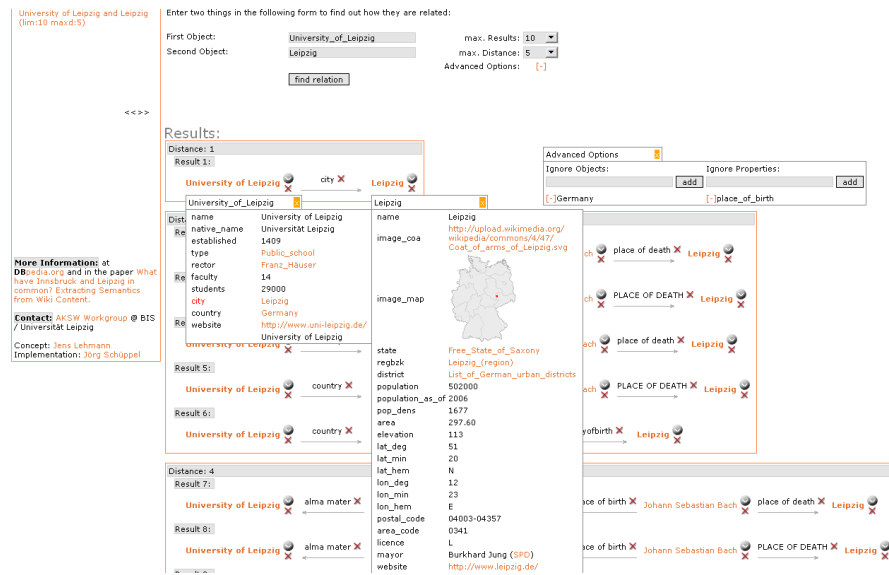 University of Leipzig and Leipzig
(lim:10 maxd:5)
Enter two things in the following form to find out how they are related:
First Object: University_of_Leipzig max. Results: 10
Second Object: Leipzig max. Distance: 5
Advanced Options: [-]
find relation
<<>>
Results:
Distance: 1
Result 1:
University of Leipzig city Leipzig
Advanced Options x
Ignore Objects: Ignore Properties:
add add
[-]Germany [-]place_of_birth
University_of_Leipzig x
name University of Leipzig
native_name Universität Leipzig
established 1409
type Public_school
rector Franz_Häuser
faculty 14
students 29000
city Leipzig
country Germany
website http://www.uni-leipzig.de/
University of Leipzig
Leipzig x
name Leipzig
image_coa http://upload.wikimedia.org/
wikipedia/commons/4/47/
Coat_of_arms_of_Leipzig.svg
image_map
state Free_State_of_Saxony
regbzk Leipzig_(region)
district List_of_German_urban_districts
population 502000
population_as_of 2006
pop_dens 1677
area 297.60
elevation 113
lat_deg 51
lat_min 20
lat_hem N
lon_deg 12
lon_min 23
lon_hem E
postal_code 04003-04357
area_code 0341
licence L
mayor Burkhard Jung (SPD)
website http://www.leipzig.de/
place of death Leipzig
PLACE OF DEATH Leipzig
place of death Leipzig
Result 5:
University of Leipzig country PLACE OF DEATH Leipzig
Result 6:
University of Leipzig country Leipzig
Distance: 4
Result 7:
University of Leipzig alma mater ace of birth Johann Sebastian Bach place of death Leipzig
Result 8:
University of Leipzig alma mater ace of birth Johann Sebastian Bach PLACE OF DEATH Leipzig
More Information: at
DBpedia.org and in the paper What
have Innsbruck and Leipzig in
common? Extracting Semantics
from Wiki Content.
Contact: AKSW Workgroup @ BIS
/ Universität Leipzig
Concept: Jens Lehmann
Implementation: Jörg Schüppel